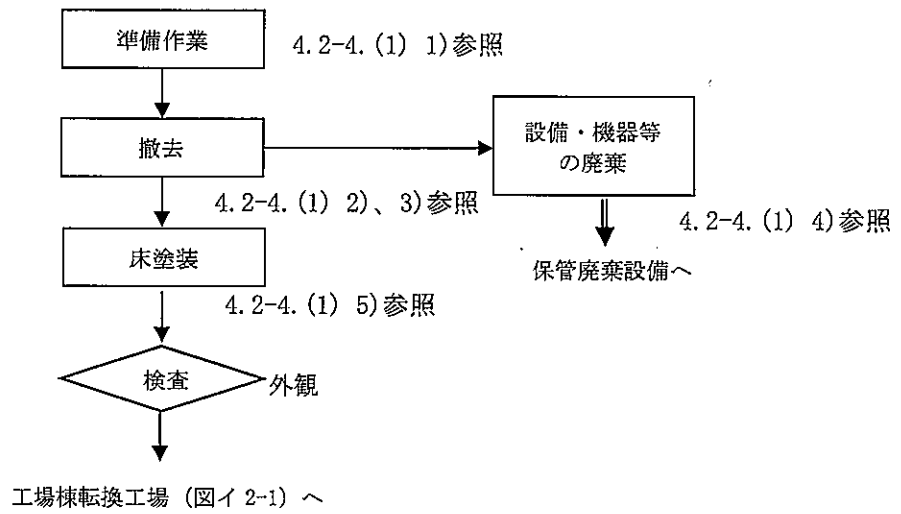 準備作業
4.2-4.(1) 1)参照
撤去
設備・機器等
の廃棄
4.2-4.(1) 2)、3)参照
4.2-4.(1) 4)参照
床塗装
保管廃棄設備へ
4.2-4.(1) 5)参照
検査
外観
工場棟転換工場（図イ2-1）へ